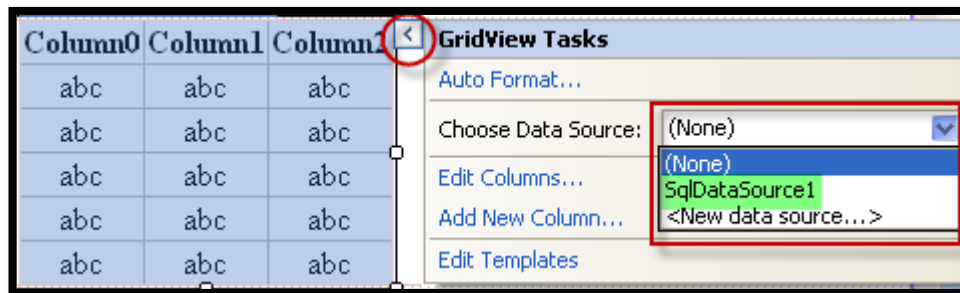 Column0 Column1 Column2
abc abc abc
abc abc abc
abc abc abc
abc abc abc
abc abc abc
< GridView Tasks
Auto Format...
Choose Data Source: (None)
(None)
SqlDataSource1
<New data source...>
Edit Columns...
Add New Column...
Edit Templates